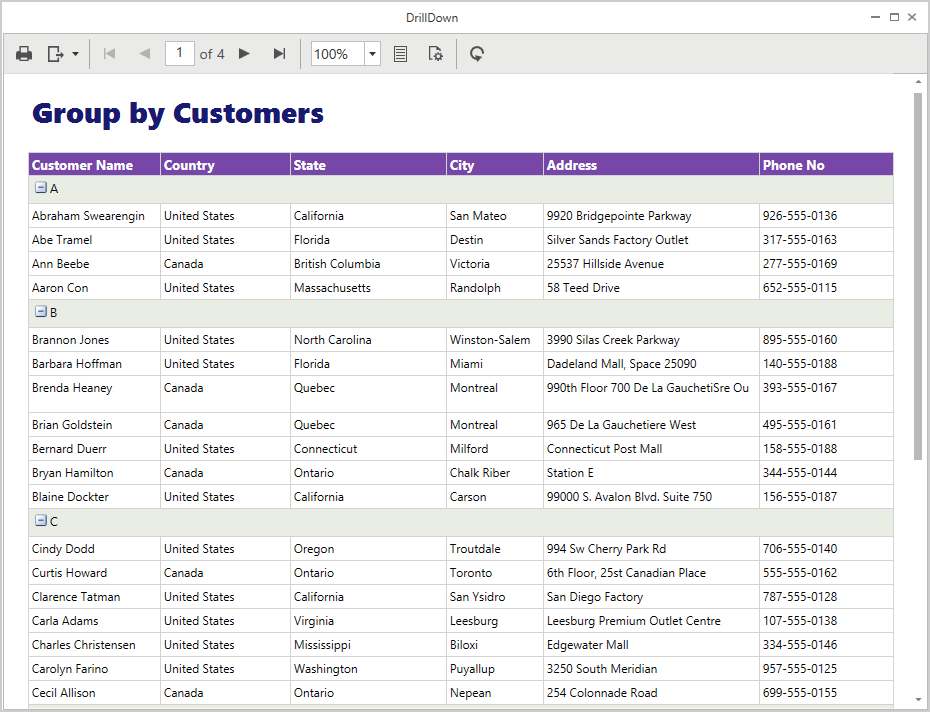 DrillDown
1 of 4 100%
Group by Customers
Customer Name Country State City Address Phone No
A
Abraham Swearengin United States California San Mateo 9920 Bridgepointe Parkway 926-555-0136
Abe Tramel United States Florida Destin Silver Sands Factory Outlet 317-555-0163
Ann Beebe Canada British Columbia Victoria 25537 Hillside Avenue 277-555-0169
Aaron Con United States Massachusetts Randolph 58 Teed Drive 652-555-0115
B
Brannon Jones United States North Carolina Winston-Salem 3990 Silas Creek Parkway 895-555-0160
Barbara Hoffman United States Florida Miami Dadeland Mall, Space 25090 140-555-0188
Brenda Heaney Canada Quebec Montreal 990th Floor 700 De La GauchetiSre Ou 393-555-0167
Brian Goldstein Canada Quebec Montreal 965 De La Gauchetiere West 495-555-0161
Bernard Duerr United States Connecticut Milford Connecticut Post Mall 158-555-0188
Bryan Hamilton Canada Ontario Chalk Riber Station E 344-555-0144
Blaine Dockter United States California Carson 99000 S. Avalon Blvd. Suite 750 156-555-0187
C
Cindy Dodd United States Oregon Troutdale 994 Sw Cherry Park Rd 706-555-0140
Curtis Howard Canada Ontario Toronto 6th Floor, 25st Canadian Place 555-555-0162
Clarence Tatman United States California San Ysidro San Diego Factory 787-555-0128
Carla Adams United States Virginia Leesburg Leesburg Premium Outlet Centre 107-555-0138
Charles Christensen United States Mississippi Biloxi Edgewater Mall 334-555-0146
Carolyn Farino United States Washington Puyallup 3250 South Meridian 957-555-0125
Cecil Allison Canada Ontario Nepean 254 Colonnade Road 699-555-0155